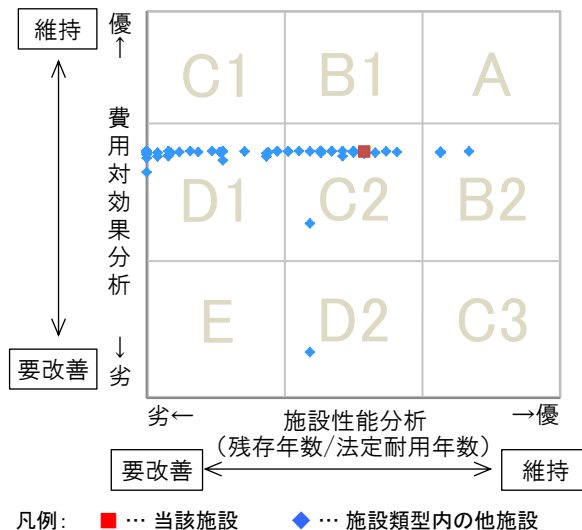 維持
優
↑
C1 B1 A
費用対効果分析
D1 C2 B2
E D2 C3
↓
劣
要改善
劣← 施設性能分析 →優
(残存年数/法定耐用年数)
要改善 維持
凡例: ■ … 当該施設 ◆ … 施設類型内の他施設